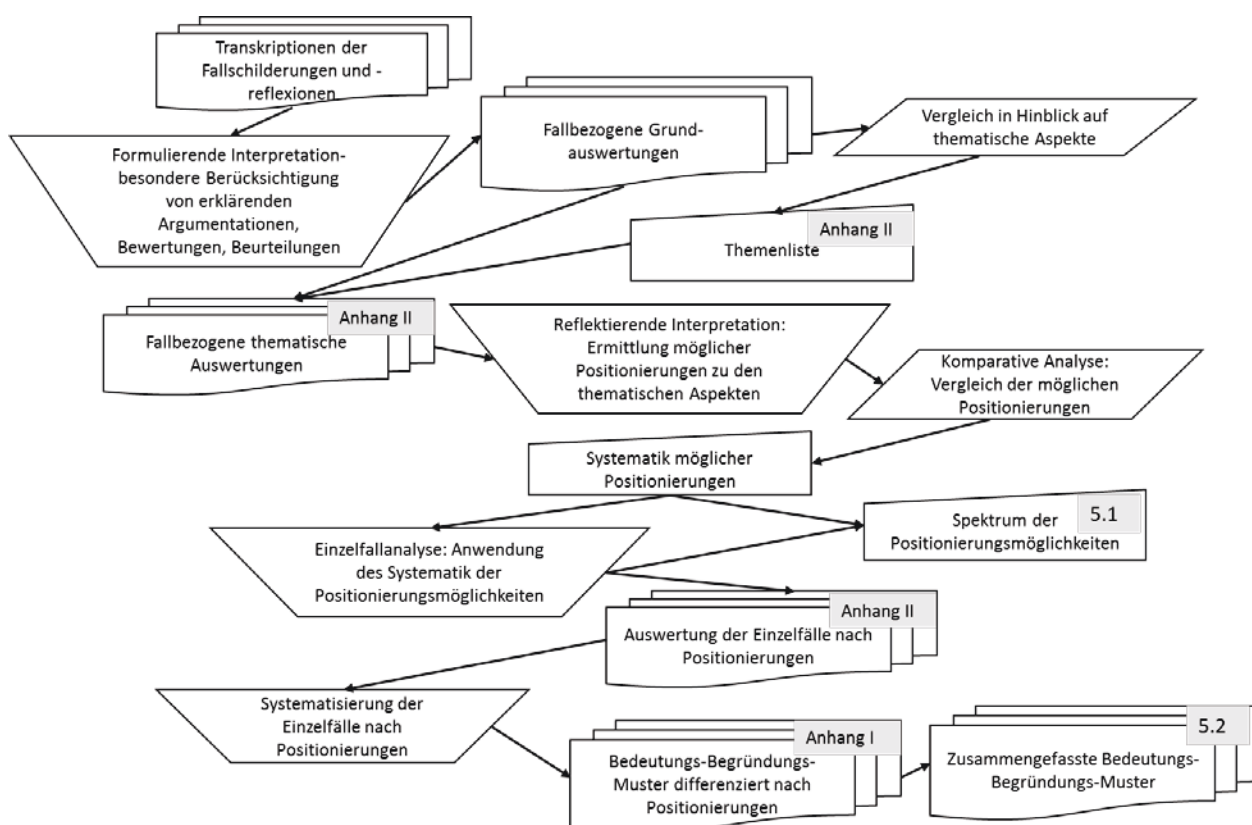 Transkriptionen der
Fallschilderungen und -
reflexionen
Formulierende Interpretation-
besondere Berücksichtigung
von erklärenden
Argumentationen,
Bewertungen, Beurteilungen
Fallbezogene Grund-
auswertungen
Vergleich in Hinblick auf
thematische Aspekte
Anhang II
Themenliste
Anhang II
Fallbezogene thematische
Auswertungen
Reflektierende Interpretation:
Ermittlung möglicher
Positionierungen zu den
thematischen Aspekten
Komparative Analyse:
Vergleich der möglichen
Positionierungen
Systematik möglicher
Positionierungen
5.1
Spektrum der
Positionierungsmöglichkeiten
Einzelfallanalyse: Anwendung
des Systematik der
Positionierungsmöglichkeiten
Anhang II
Auswertung der Einzelfälle nach
Positionierungen
Systematisierung der
Einzelfälle nach
Positionierungen
Anhang I
Bedeutungs-Begründungs-
Muster differenziert nach
Positionierungen
5.2
Zusammengefasste Bedeutungs-
Begründungs-Muster